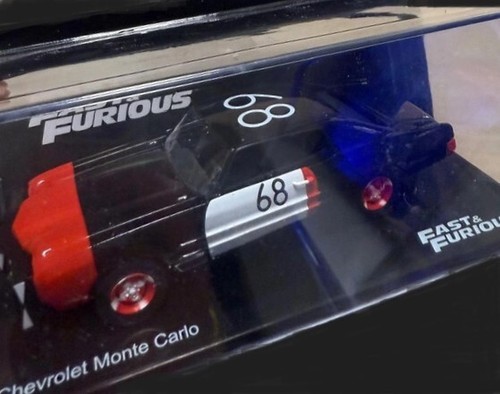 FAST & FURIOUS
68
68
FAST & FURIOUS
Chevrolet Monte Carlo